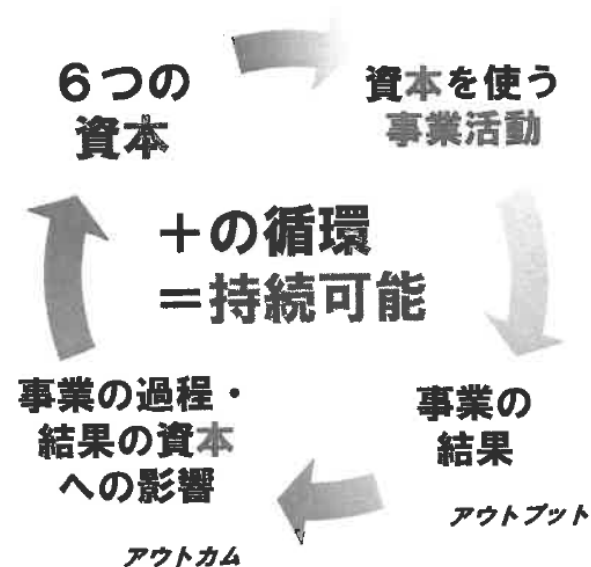 6つの
資本
資本を使う
事業活動
+の循環
=持続可能
事業の
結果
アウトプット
事業の過程・
結果の資本
への影響
アウトカム